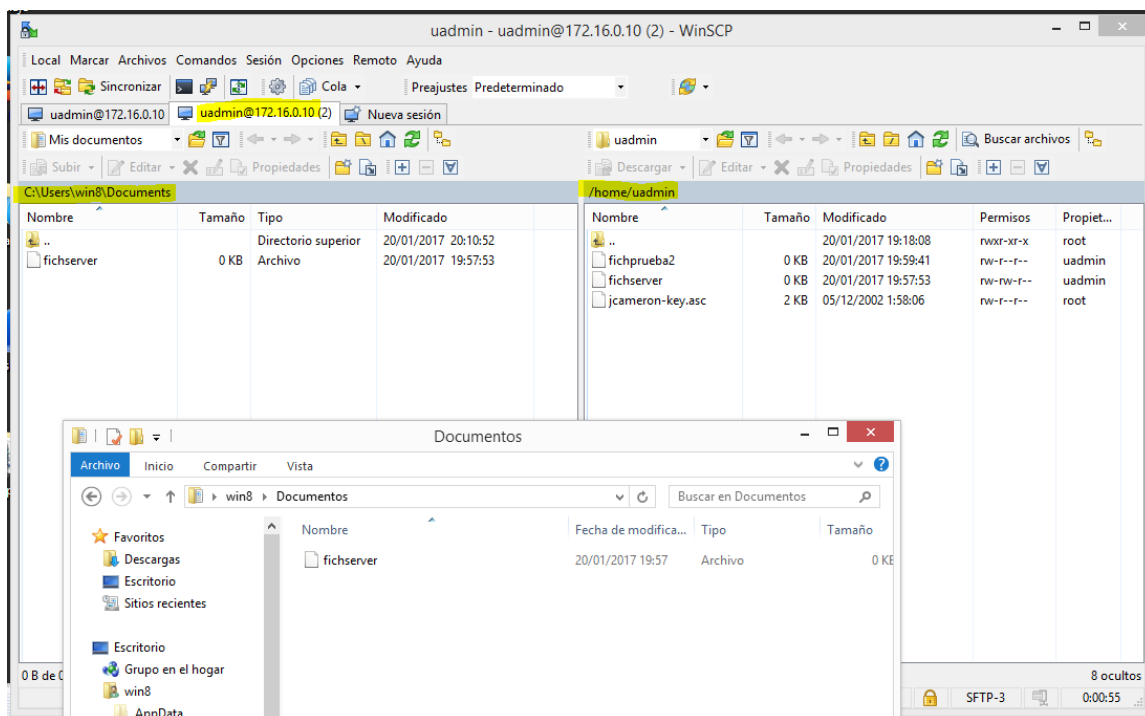 uadmin - uadmin@172.16.0.10 (2) - WinSCP
Local Marcar Archivos Comandos Sesión Opciones Remoto Ayuda
Sincronizar Cola Preajustes Predeterminado
uadmin@172.16.0.10 uadmin@172.16.0.10 (2) Nueva sesión
Mis documentos
Subir Editar Propiedades
C:\Users\win8\Documents
Nombre Tamaño Tipo Modificado
.. Directorio superior 20/01/2017 20:10:52
fichserver 0 KB Archivo 20/01/2017 19:57:53
uadmin Buscar archivos
Descargar Editar Propiedades
/home/uadmin
Nombre Tamaño Modificado Permisos Propiet...
.. 20/01/2017 19:18:08 rwxr-xr-x root
fichprueba2 0 KB 20/01/2017 19:59:41 rw-r--r-- uadmin
fichserver 0 KB 20/01/2017 19:57:53 rw-rw-r-- uadmin
jcameron-key.asc 2 KB 05/12/2002 1:58:06 rw-r--r-- root
Documentos
Archivo Inicio Compartir Vista
win8 Documentos Buscar en Documentos
Nombre Fecha de modifica... Tipo Tamaño
fichserver 20/01/2017 19:57 Archivo 0 KB
Favoritos
Descargas
Escritorio
Sitios recientes
Escritorio
Grupo en el hogar
win8
AppData
0 B de
8 ocultos
SFTP-3 0:00:55